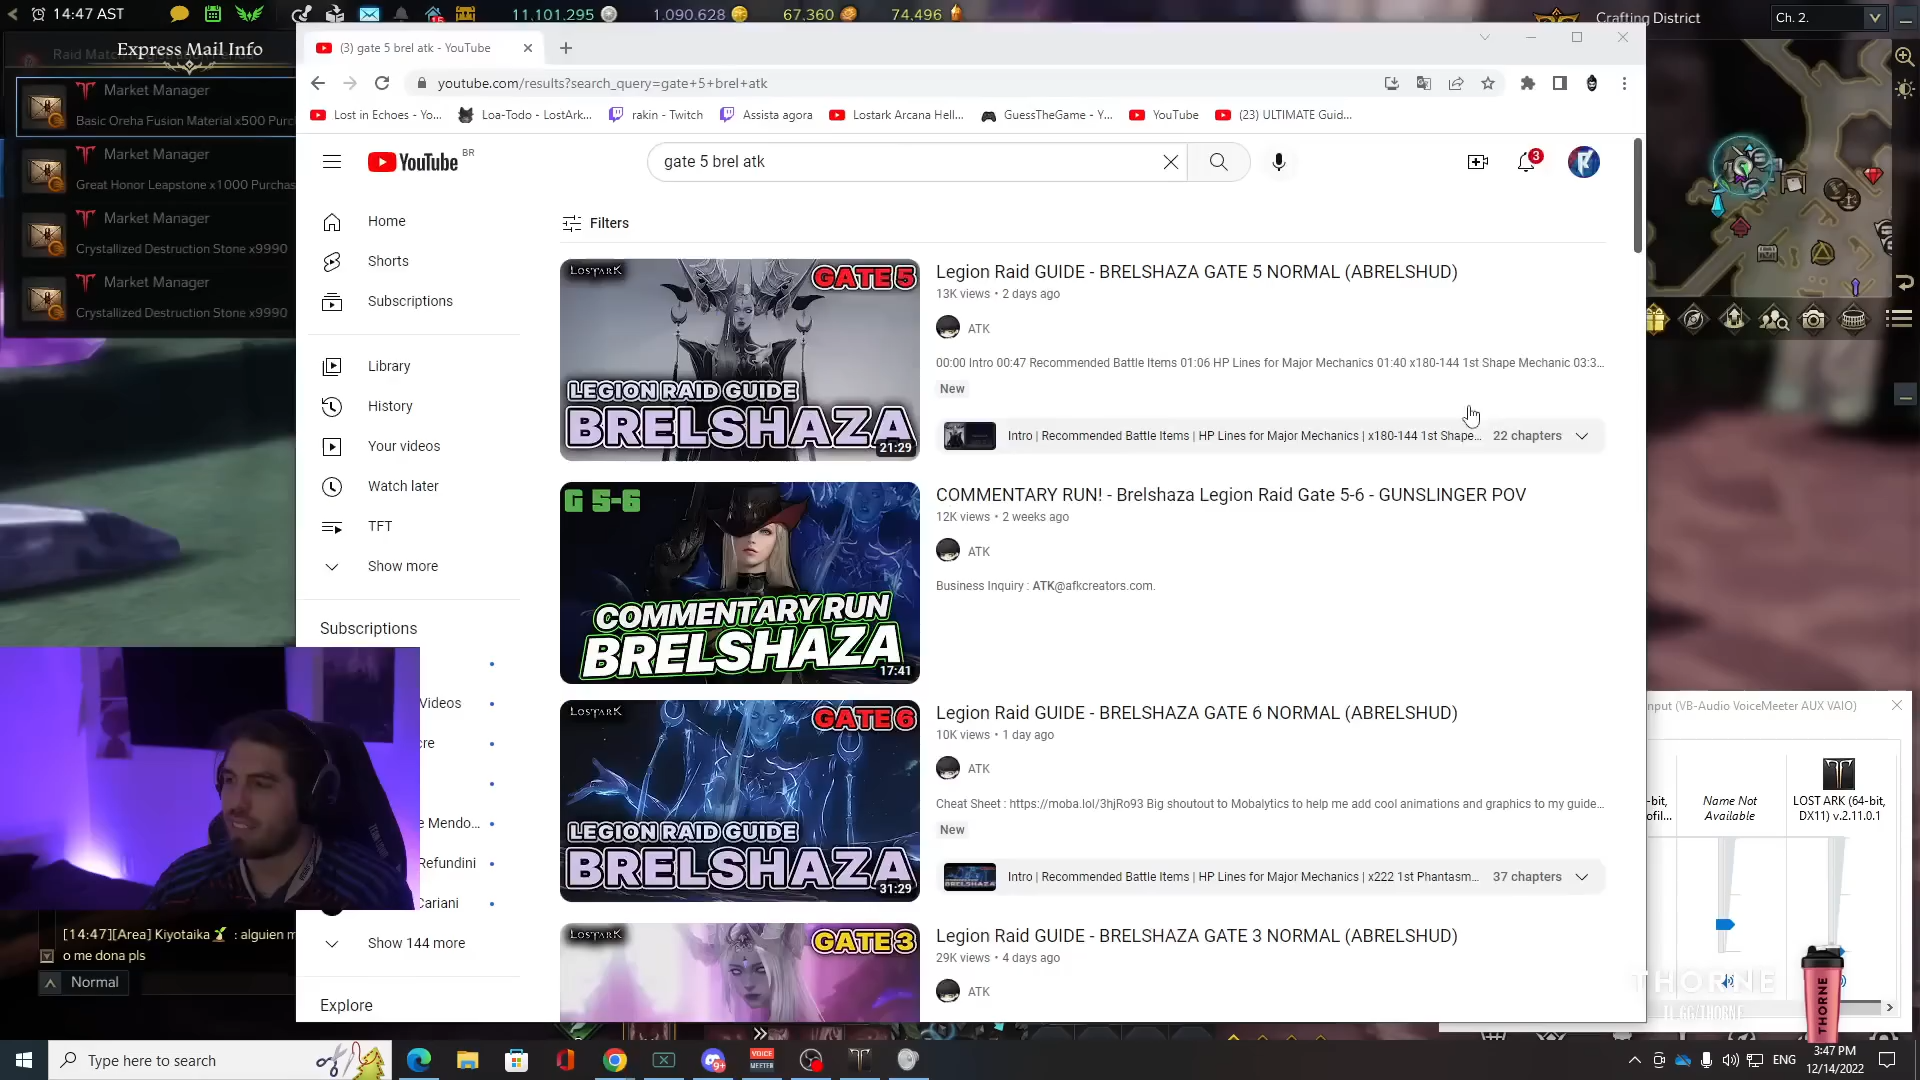 14:47 AST
11,101,295
1,090,628
67,360
74,496
Crafting District
Ch. 2.
Express Mail Info
Market Manager
Basic Oreha Fusion Material x500 Purc
Market Manager
Great Honor Leapstone x1000 Purchas
Market Manager
Crystallized Destruction Stone x9990
Market Manager
Crystallized Destruction Stone x9990
(3) gate 5 brel atk - YouTube
youtube.com/results?search_query=gate+5+brel+atk
Lost in Echoes - Yo...
Loa-Todo - LostArk...
rakin - Twitch
Assista agora
Lostark Arcana Hell...
GuessTheGame - Y...
YouTube
(23) ULTIMATE Guid...
YouTube BR
gate 5 brel atk
3
Home
Shorts
Subscriptions
Library
History
Your videos
Watch later
TFT
Show more
Subscriptions
Videos
cre
e Mendo...
Refundini
Cariani
Show 144 more
Explore
Filters
LOST ARK
GATE 5
LEGION RAID GUIDE
BRELSHAZA
21:29
Legion Raid GUIDE - BRELSHAZA GATE 5 NORMAL (ABRELSHUD)
13K views • 2 days ago
ATK
00:00 Intro 00:47 Recommended Battle Items 01:06 HP Lines for Major Mechanics 01:40 x180-144 1st Shape Mechanic 03:3...
New
Intro | Recommended Battle Items | HP Lines for Major Mechanics | x180-144 1st Shape...
22 chapters
G 5-6
COMMENTARY RUN
BRELSHAZA
17:41
COMMENTARY RUN! - Brelshaza Legion Raid Gate 5-6 - GUNSLINGER POV
12K views • 2 weeks ago
ATK
Business Inquiry : ATK@afkcreators.com.
LOST ARK
GATE 6
LEGION RAID GUIDE
BRELSHAZA
31:29
Legion Raid GUIDE - BRELSHAZA GATE 6 NORMAL (ABRELSHUD)
10K views • 1 day ago
ATK
Cheat Sheet : https://moba.lol/3hjRo93 Big shoutout to Mobalytics to help me add cool animations and graphics to my guide...
New
Intro | Recommended Battle Items | HP Lines for Major Mechanics | x222 1st Phantasm...
37 chapters
LOST ARK
GATE 3
Legion Raid GUIDE - BRELSHAZA GATE 3 NORMAL (ABRELSHUD)
29K views • 4 days ago
ATK
nput (VB-Audio VoiceMeeter AUX VAIO)
-bit,
ofil...
Name Not
Available
LOST ARK (64-bit,
DX11) v.2.11.0.1
THORNE
THORNE
[14:47][Area] Kiyotaika : alguien m
o me dona pls
Normal
Type here to search
VOICE
MEETER
ENG
3:47 PM
12/14/2022